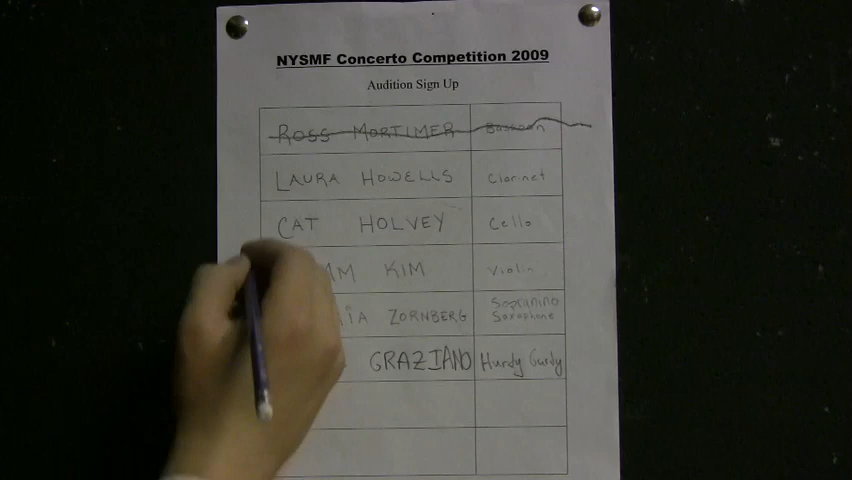 NYSMF Concerto Competition 2009
Audition Sign Up
ROSS MORTIMER Bassoon
LAURA HOWELLS Clarinet
CAT HOLVEY Cello
KIM Violin
ZORNBERG Sopranino Saxophone
GRAZIANO Hurdy Gurdy